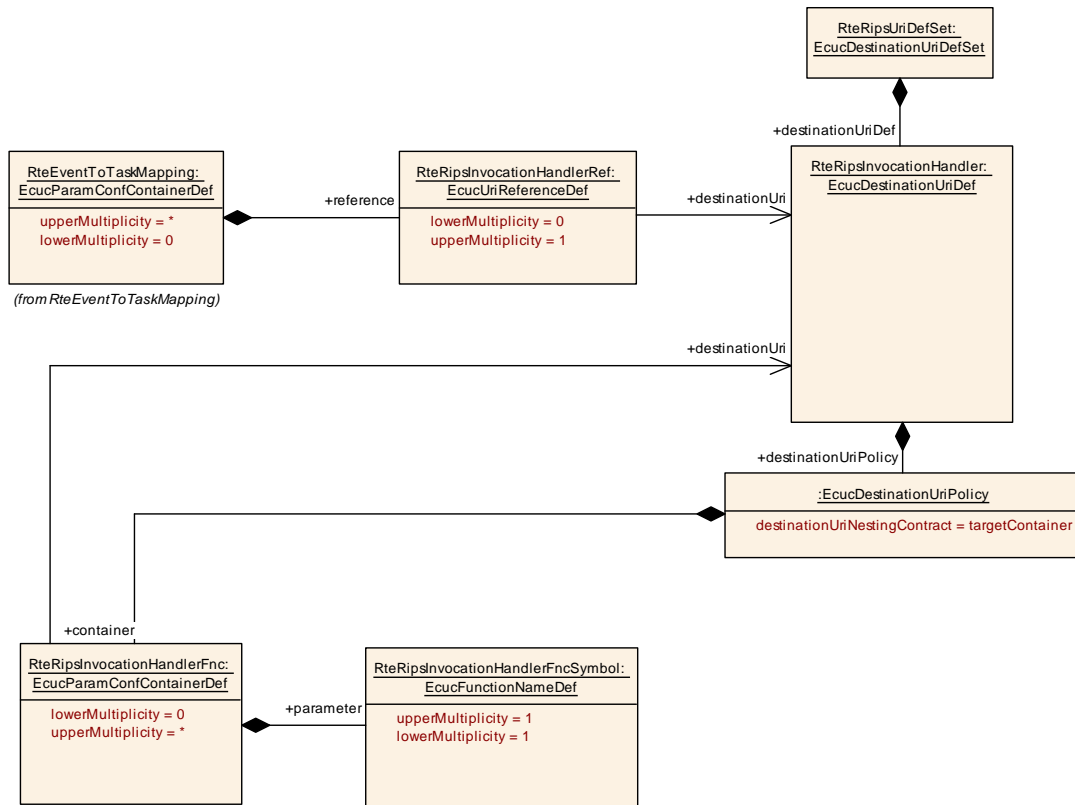 RteRipsUriDefSet:
EcucDestinationUriDefSet
+destinationUriDef
RteEventToTaskMapping:
EcucParamConfContainerDef
upperMultiplicity = *
lowerMultiplicity = 0
(from RteEventToTaskMapping)
+reference
RteRipsInvocationHandlerRef:
EcucUriReferenceDef
lowerMultiplicity = 0
upperMultiplicity = 1
+destinationUri
RteRipsInvocationHandler:
EcucDestinationUriDef
+destinationUri
+destinationUriPolicy
:EcucDestinationUriPolicy
destinationUriNestingContract = targetContainer
+container
RteRipsInvocationHandlerFnc:
EcucParamConfContainerDef
lowerMultiplicity = 0
upperMultiplicity = *
+parameter
RteRipsInvocationHandlerFncSymbol:
EcucFunctionNameDef
upperMultiplicity = 1
lowerMultiplicity = 1